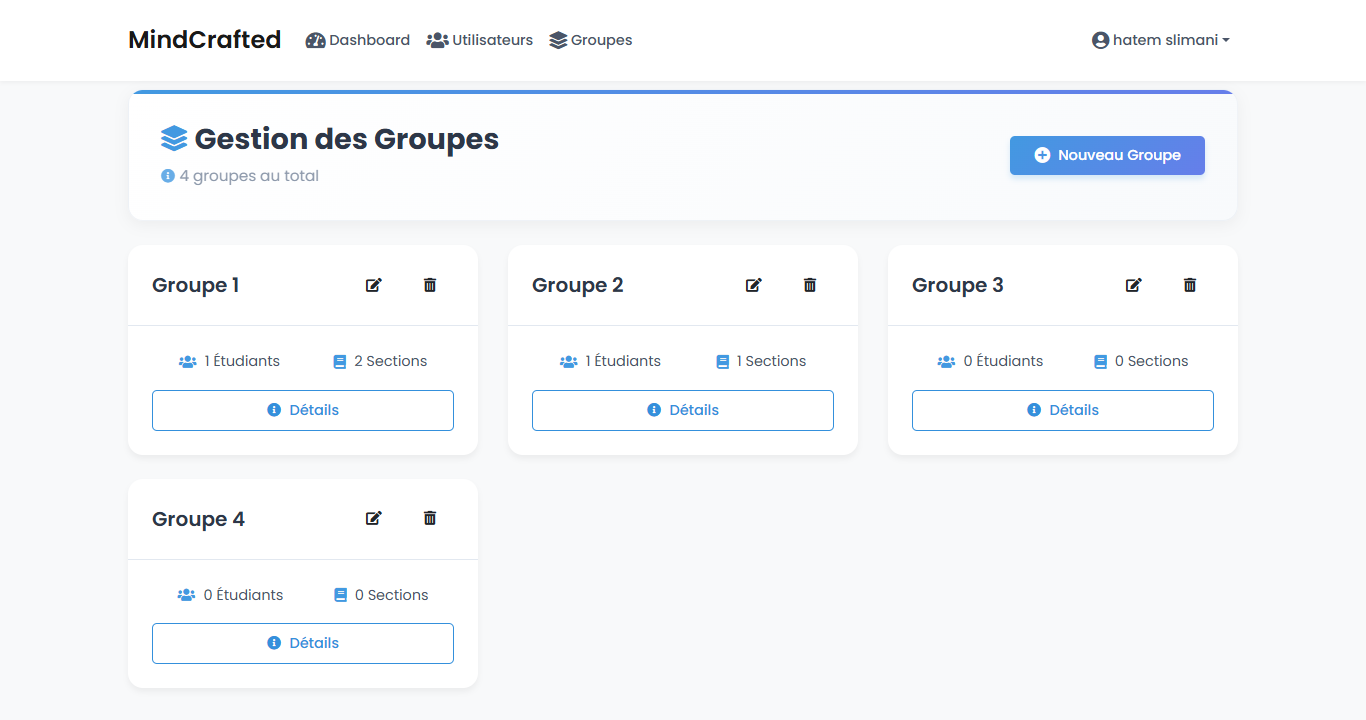 MindCrafted Dashboard Utilisateurs Groupes hatem slimani
Gestion des Groupes
4 groupes au total
Nouveau Groupe
Groupe 1
1 Étudiants 2 Sections
Détails
Groupe 2
1 Étudiants 1 Sections
Détails
Groupe 3
0 Étudiants 0 Sections
Détails
Groupe 4
0 Étudiants 0 Sections
Détails